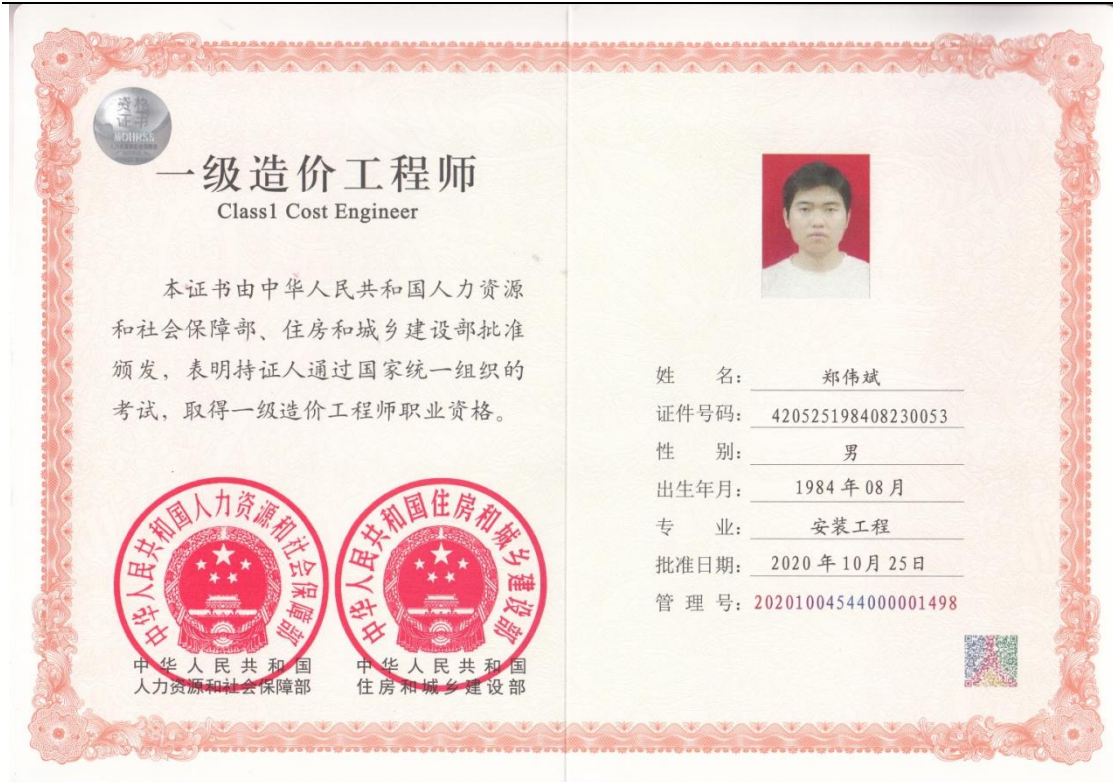 资格
证书
MOHRSS
一级造价工程师
Class1 Cost Engineer
本证书由中华人民共和国人力资源
和社会保障部、住房和城乡建设部批准
颁发，表明持证人通过国家统一组织的
考试，取得一级造价工程师职业资格。
中华人民共和国人力资源和社会保障部
中华人民共和国住房和城乡建设部
中华人民共和国
人力资源和社会保障部
中华人民共和国
住房和城乡建设部
姓 名： 郑伟斌
证件号码： 420525198408230053
性 别： 男
出生年月： 1984年08月
专 业： 安装工程
批准日期： 2020年10月25日
管 理 号： 20201004544000001498